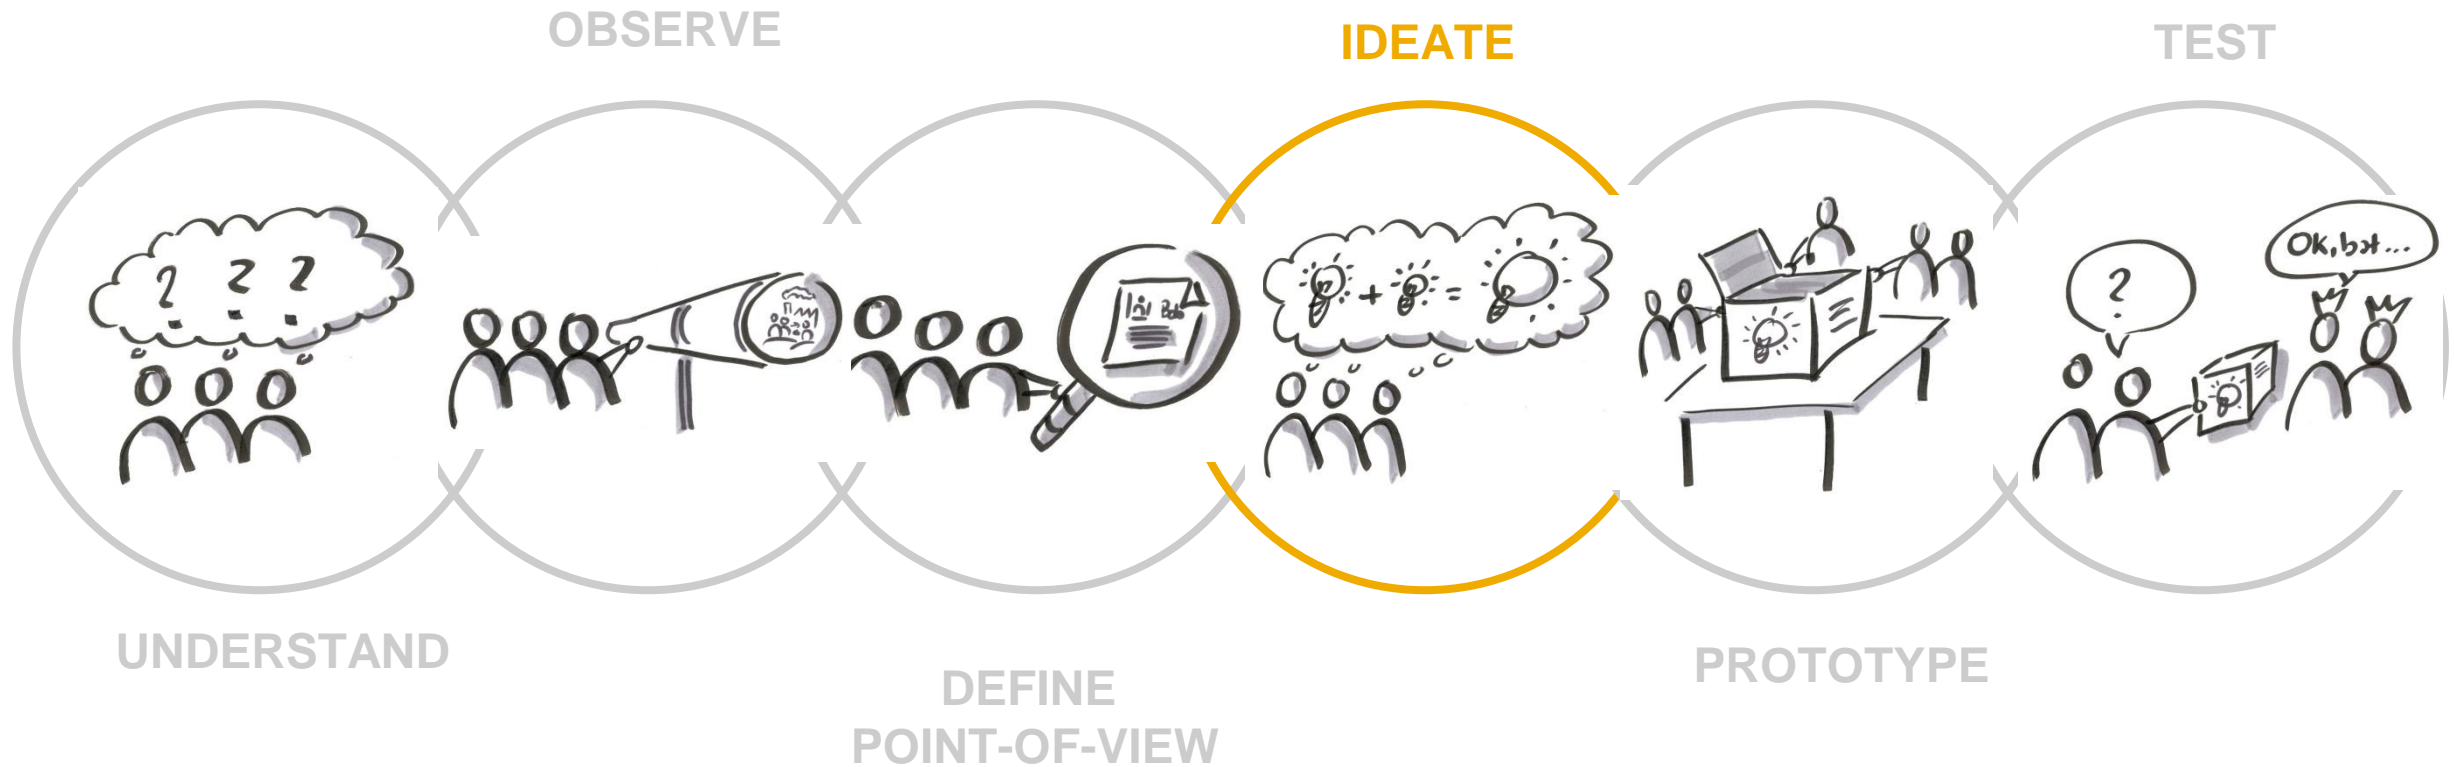 OBSERVE
IDEATE
TEST
? ? ?
? + ? =
Ok, but...
?
UNDERSTAND
PROTOTYPE
DEFINE
POINT-OF-VIEW